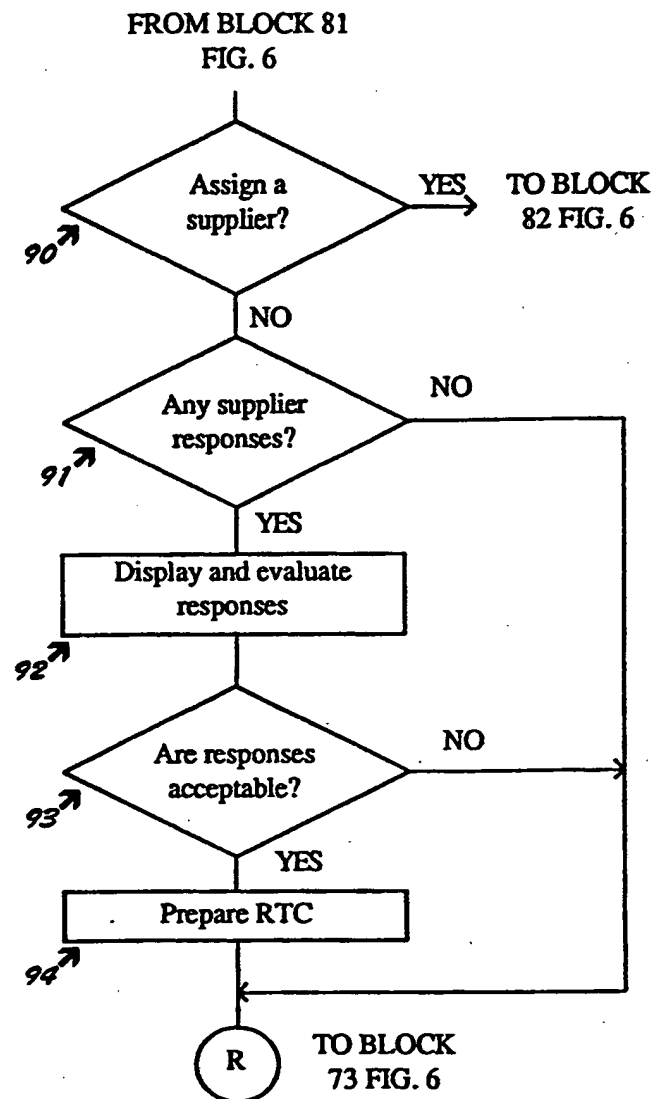 FROM BLOCK 81
FIG. 6
Assign a
supplier?
YES
TO BLOCK
82 FIG. 6
90
NO
Any supplier
responses?
NO
91
YES
Display and evaluate
responses
92
Are responses
acceptable?
NO
93
YES
Prepare RTC
94
R
TO BLOCK
73 FIG. 6